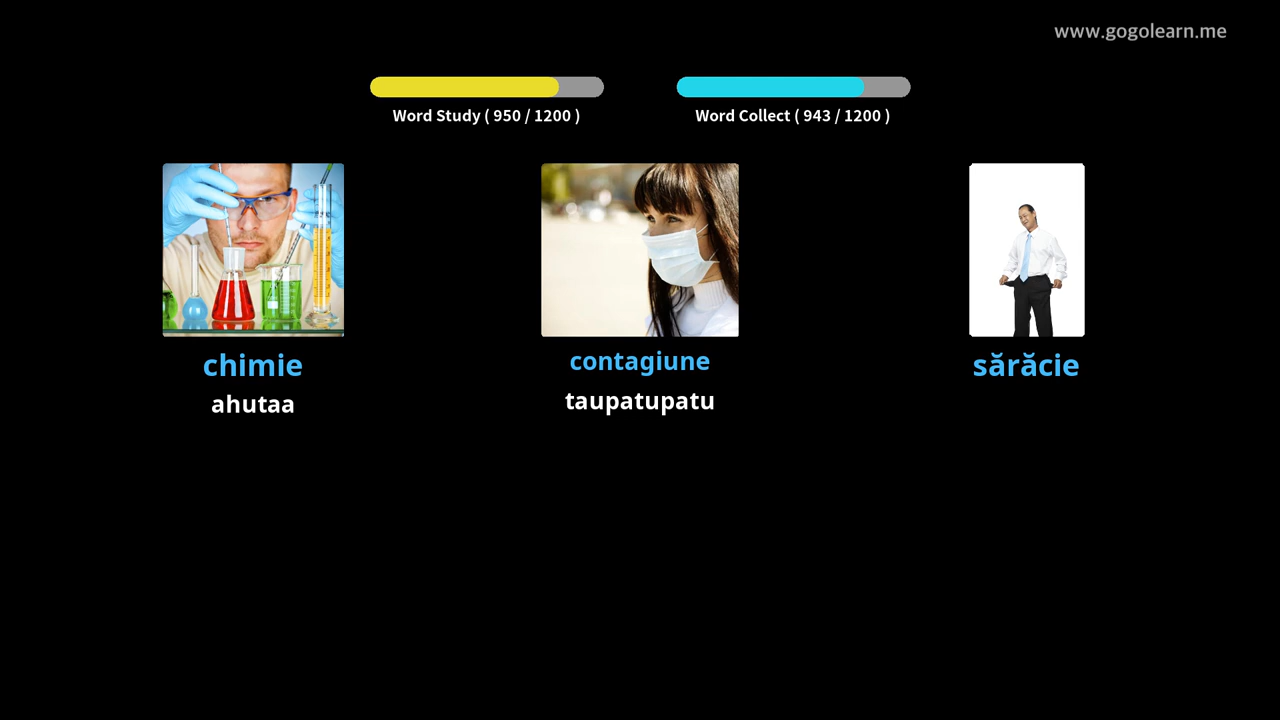 www.gogolearn.me
Word Study ( 950 / 1200 )
Word Collect ( 943 / 1200 )
chimie
ahutaa
contagiune
taupatupatu
sărăcie